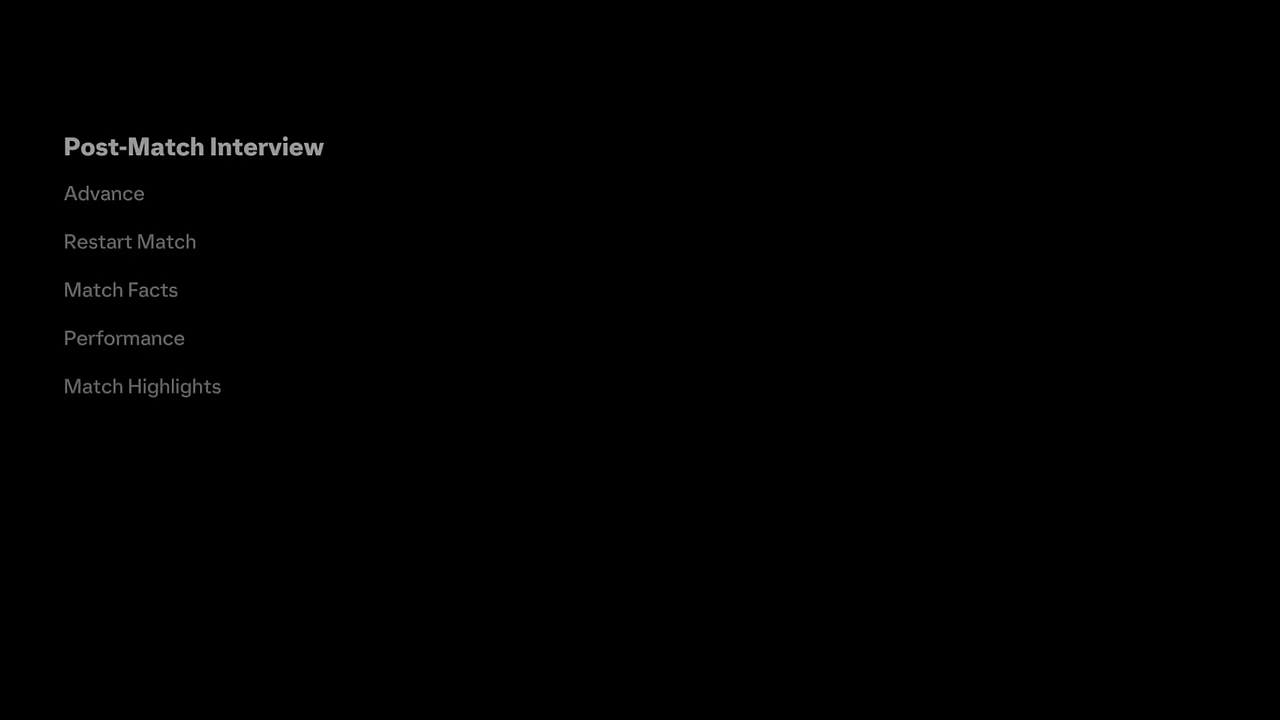 Post-Match Interview
Advance
Restart Match
Match Facts
Performance
Match Highlights